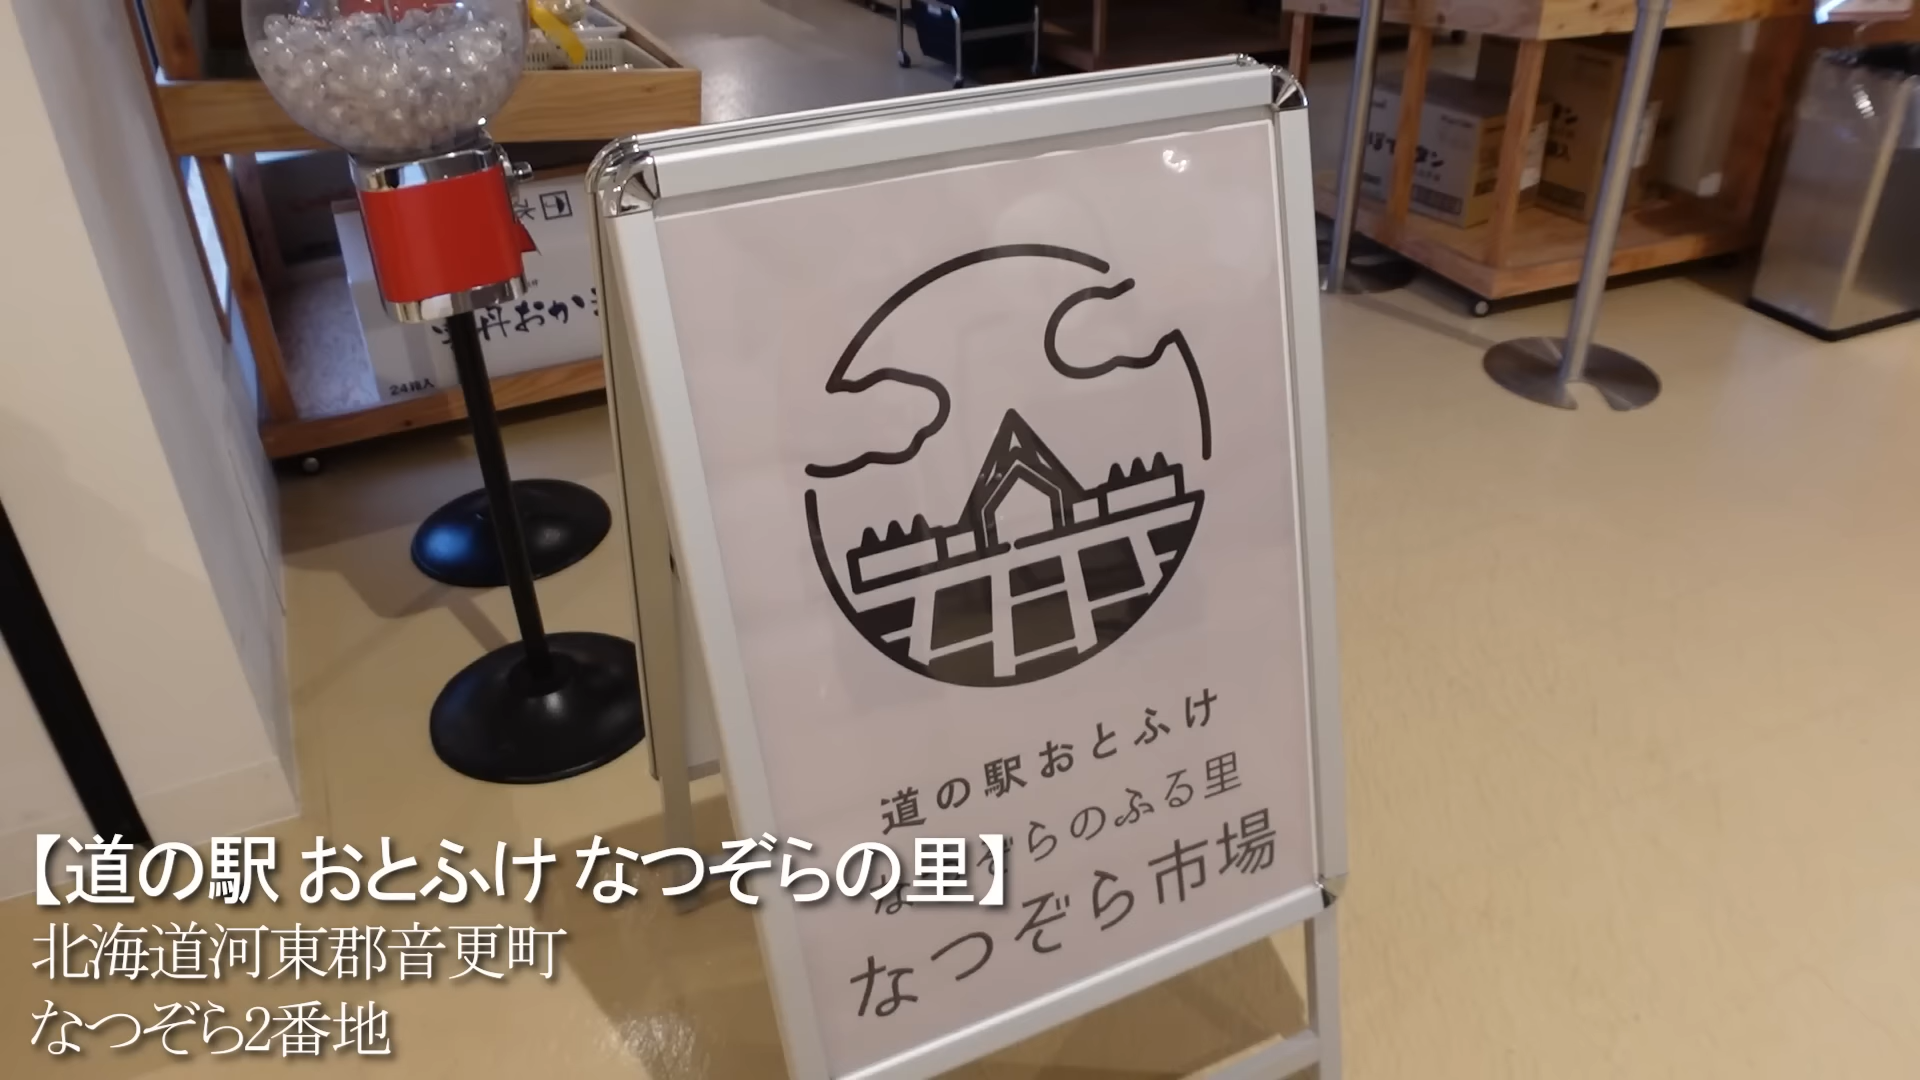 24箱入
道の駅おとふけ
なつぞらのふる里
なつぞら市場
【道の駅 おとふけ なつぞらの里】
北海道河東郡音更町
なつぞら2番地